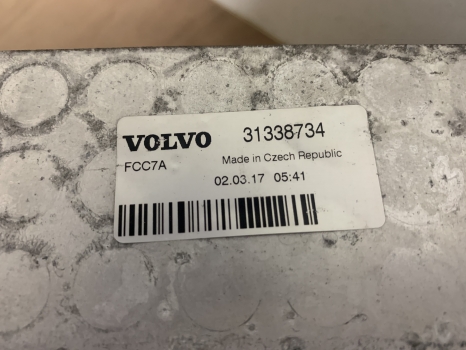 VOLVO 31338734
FCC7A Made in Czech Republic
02.03.17 05:41